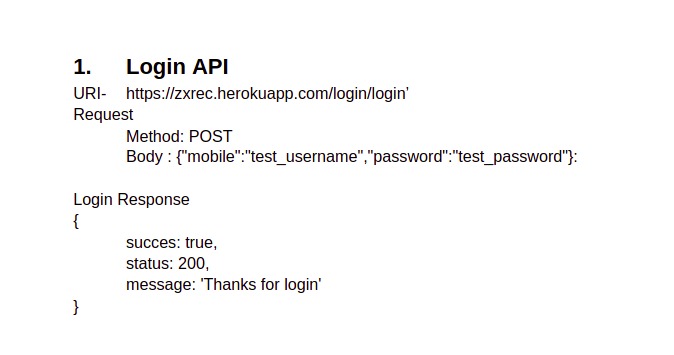 1. Login API
URI- https://zxrec.herokuapp.com/login/login’
Request
Method: POST
Body : {"mobile":"test_username","password":"test_password"}:
Login Response
{
succes: true,
status: 200,
message: 'Thanks for login'
}